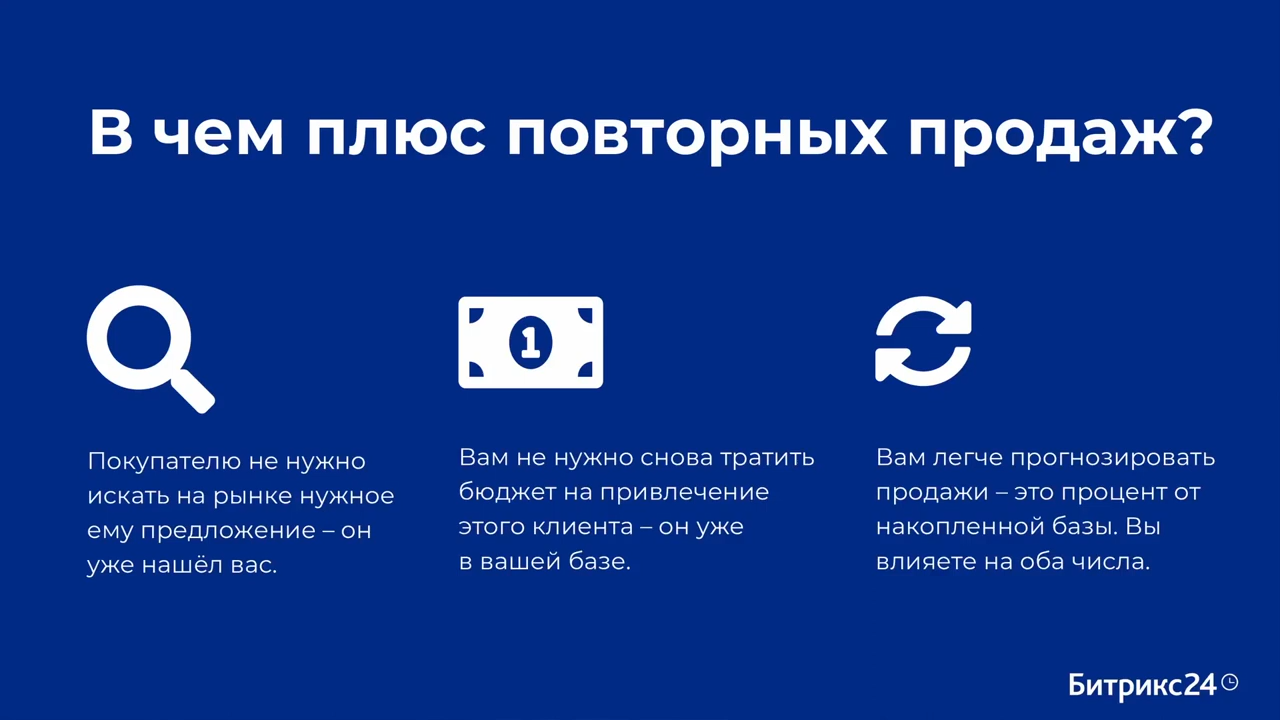 В чем плюс повторных продаж?
1
Покупателю не нужно
искать на рынке нужное
ему предложение – он
уже нашёл вас.
Вам не нужно снова тратить
бюджет на привлечение
этого клиента – он уже
в вашей базе.
Вам легче прогнозировать
продажи – это процент от
накопленной базы. Вы
влияете на оба числа.
Битрикс24